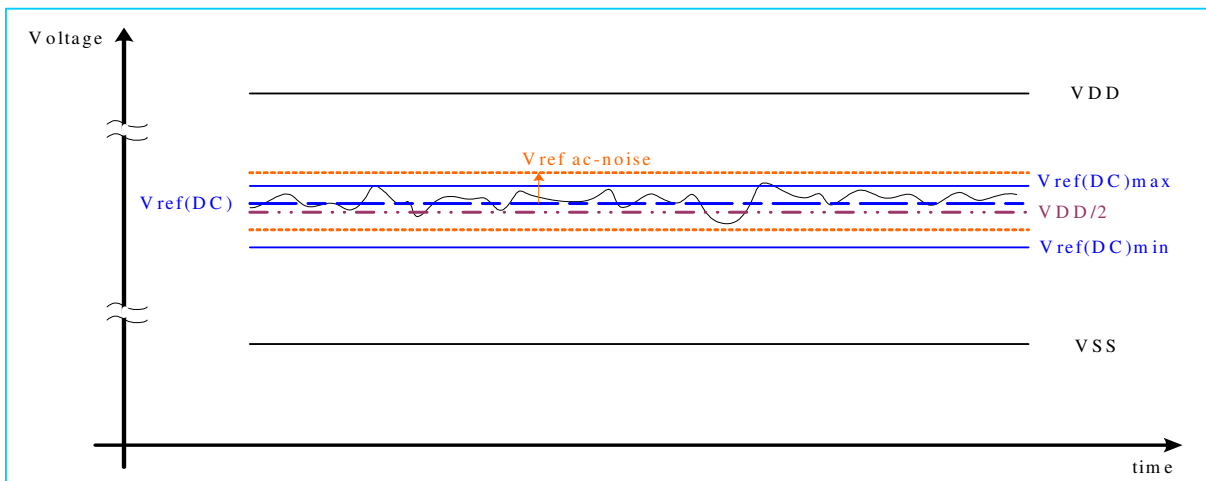 Voltage
VDD
Vref ac-noise
Vref(DC)max
Vref(DC)
VDD/2
Vref(DC)min
VSS
time